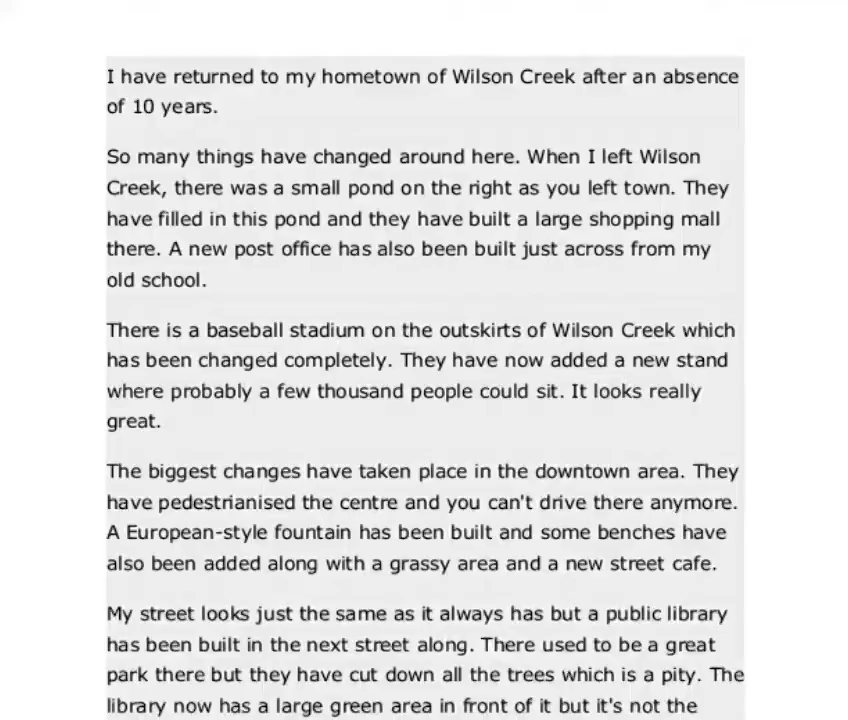 I have returned to my hometown of Wilson Creek after an absence
of 10 years.
So many things have changed around here. When I left Wilson
Creek, there was a small pond on the right as you left town. They
have filled in this pond and they have built a large shopping mall
there. A new post office has also been built just across from my
old school.
There is a baseball stadium on the outskirts of Wilson Creek which
has been changed completely. They have now added a new stand
where probably a few thousand people could sit. It looks really
great.
The biggest changes have taken place in the downtown area. They
have pedestrianised the centre and you can't drive there anymore.
A European-style fountain has been built and some benches have
also been added along with a grassy area and a new street cafe.
My street looks just the same as it always has but a public library
has been built in the next street along. There used to be a great
park there but they have cut down all the trees which is a pity. The
library now has a large green area in front of it but it's not the